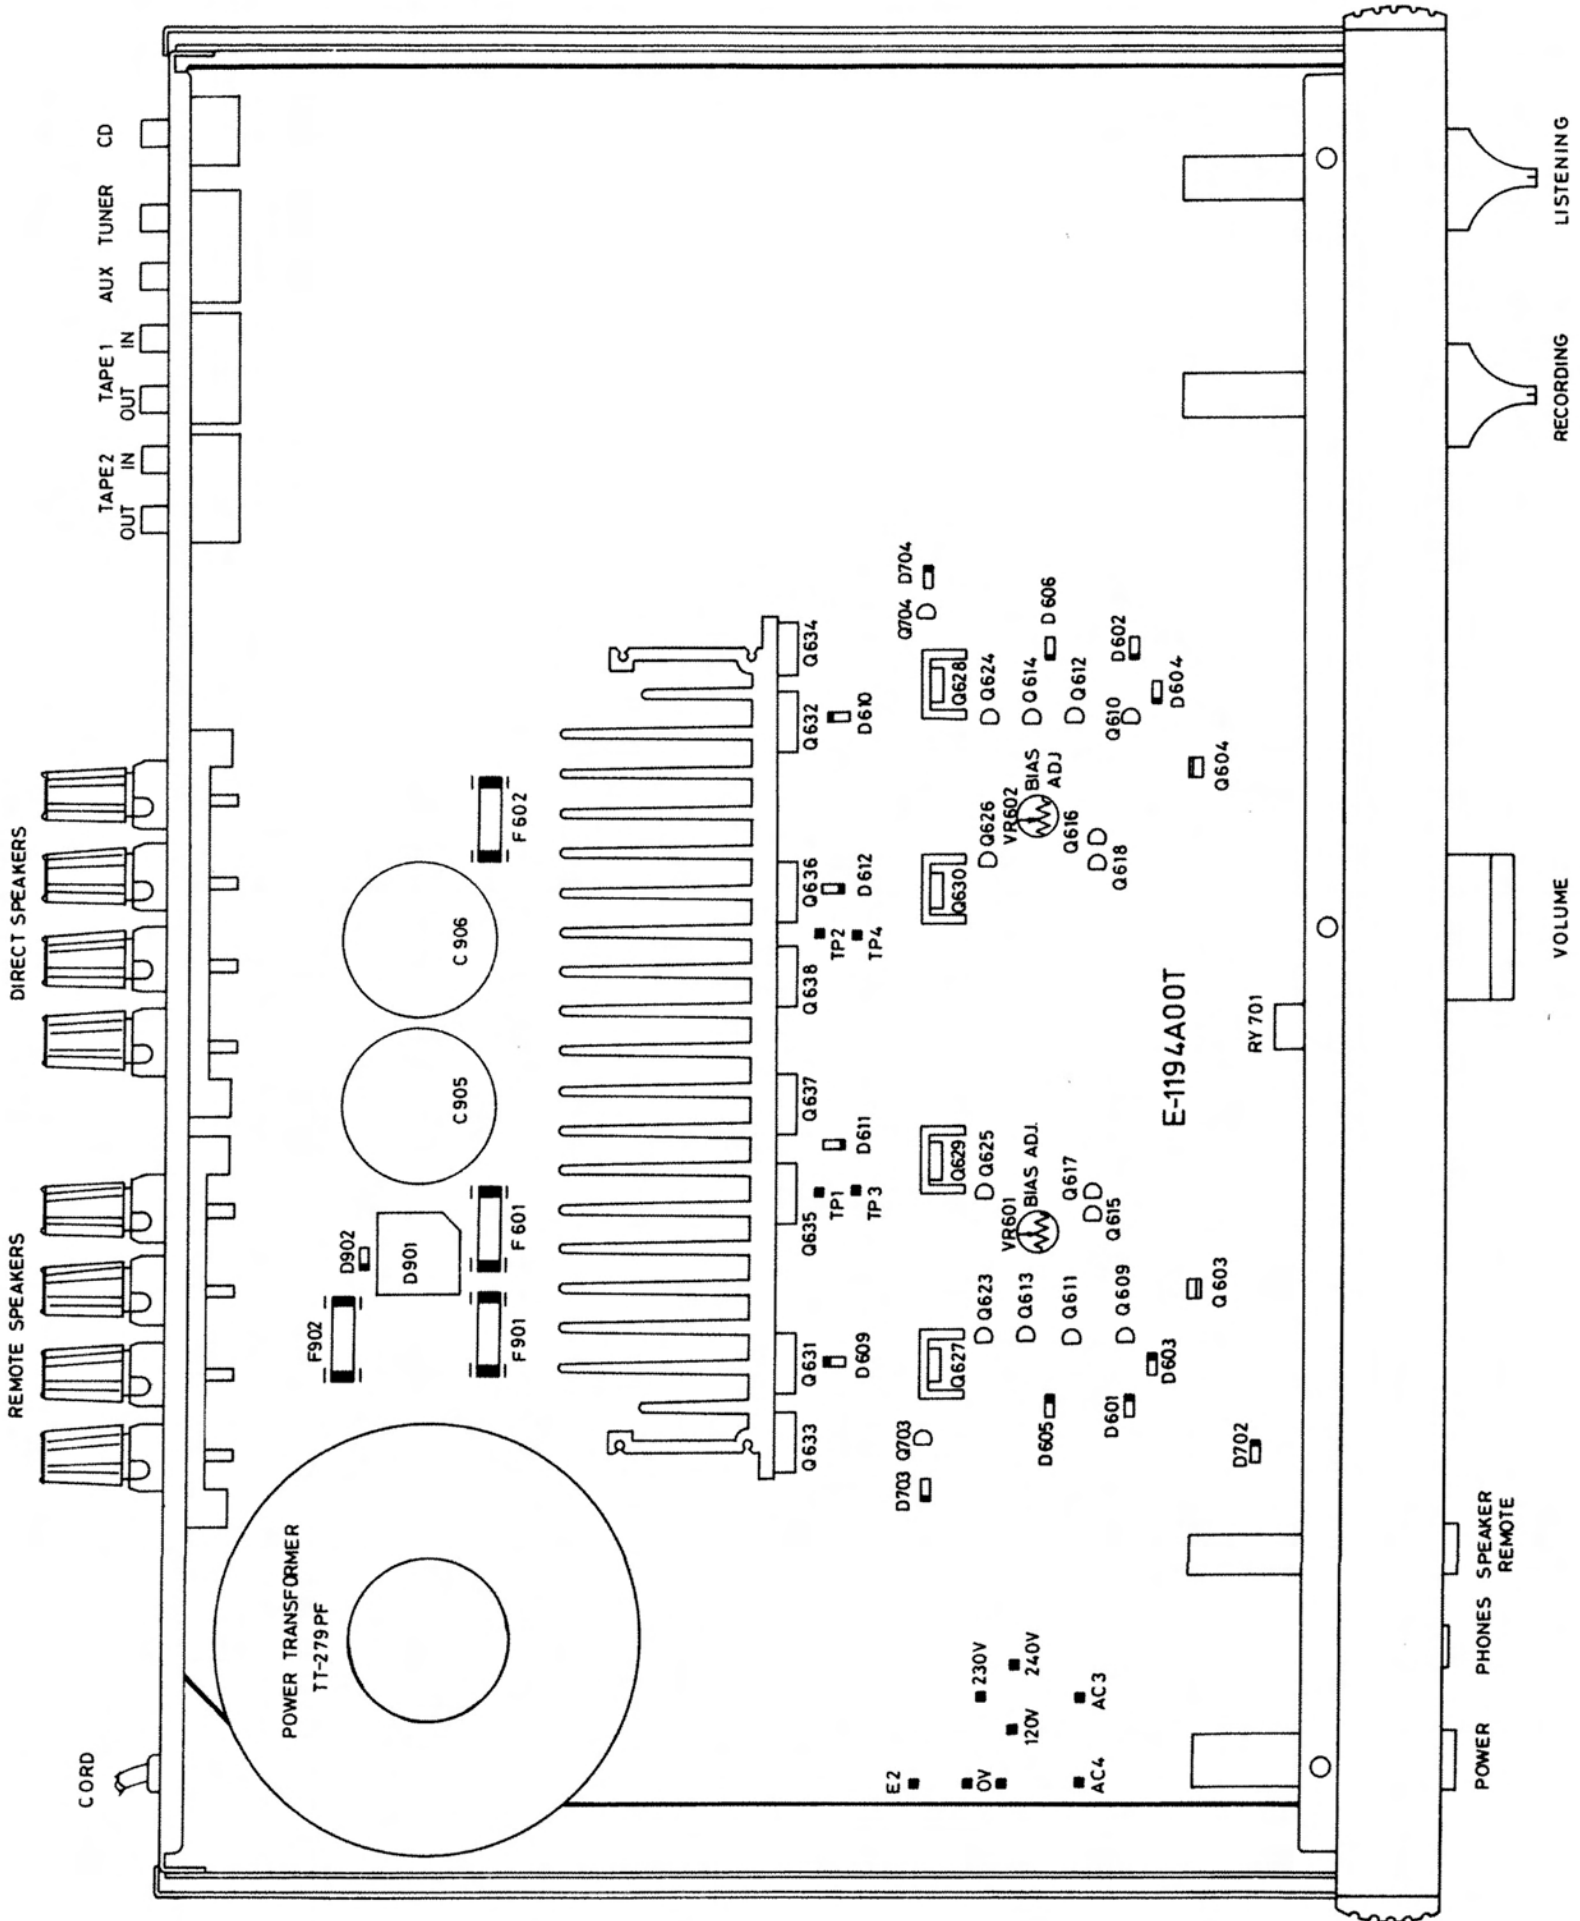 CORD
REMOTE SPEAKERS
DIRECT SPEAKERS
TAPE2
OUT IN
TAPE 1
OUT IN
AUX TUNER
CD
POWER TRANSFORMER
TT-279PF
F902
D902
D901
F901
F601
C905
C906
F602
Q633
Q631
Q635
Q637
Q638
Q636
Q632
Q634
D609
TP1
TP3
D611
TP2
TP4
D612
D610
E2
0V
230V
120V
240V
AC4
AC3
D703
Q703
Q627
Q629
Q630
Q628
Q704
D704
Q623
Q625
Q626
Q624
D605
Q613
VR601
BIAS ADJ.
VR602
BIAS
ADJ
Q614
D606
Q611
Q617
Q615
Q616
Q618
Q612
D601
Q609
D603
Q610
D602
D604
D702
Q603
E-1194A00T
Q604
RY701
POWER
PHONES
SPEAKER
REMOTE
VOLUME
RECORDING
LISTENING